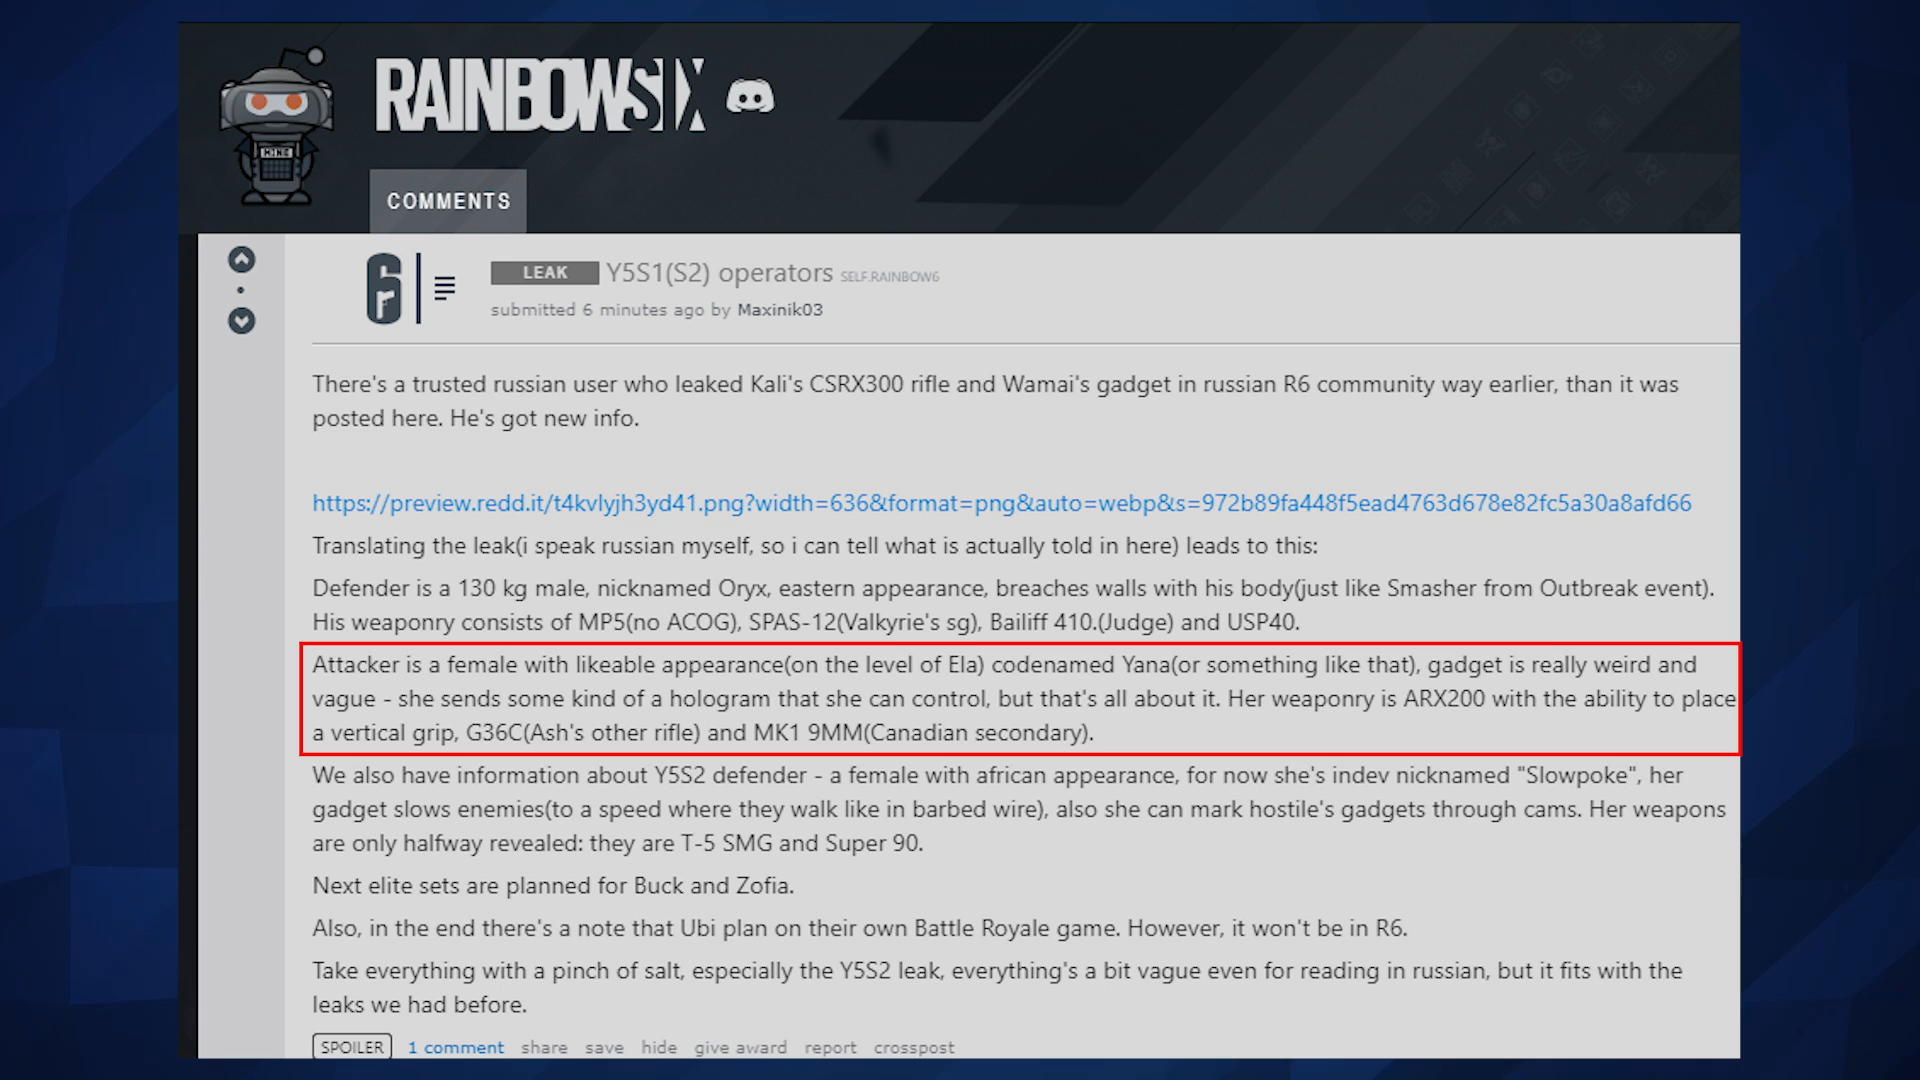 RAINBOWSIX
MIKE
COMMENTS
LEAK Y5S1(S2) operators SELF.RAINBOW6
submitted 6 minutes ago by Maxinik03
There's a trusted russian user who leaked Kali's CSRX300 rifle and Wamai's gadget in russian R6 community way earlier, than it was
posted here. He's got new info.
https://preview.redd.it/t4kvlyjh3yd41.png?width=636&format=png&auto=webp&s=972b89fa448f5ead4763d678e82fc5a30a8afd66
Translating the leak(i speak russian myself, so i can tell what is actually told in here) leads to this:
Defender is a 130 kg male, nicknamed Oryx, eastern appearance, breaches walls with his body(just like Smasher from Outbreak event).
His weaponry consists of MP5(no ACOG), SPAS-12(Valkyrie's sg), Bailiff 410.(Judge) and USP40.
Attacker is a female with likeable appearance(on the level of Ela) codenamed Yana(or something like that), gadget is really weird and
vague - she sends some kind of a hologram that she can control, but that's all about it. Her weaponry is ARX200 with the ability to place
a vertical grip, G36C(Ash's other rifle) and MK1 9MM(Canadian secondary).
We also have information about Y5S2 defender - a female with african appearance, for now she's indev nicknamed "Slowpoke", her
gadget slows enemies(to a speed where they walk like in barbed wire), also she can mark hostile's gadgets through cams. Her weapons
are only halfway revealed: they are T-5 SMG and Super 90.
Next elite sets are planned for Buck and Zofia.
Also, in the end there's a note that Ubi plan on their own Battle Royale game. However, it won't be in R6.
Take everything with a pinch of salt, especially the Y5S2 leak, everything's a bit vague even for reading in russian, but it fits with the
leaks we had before.
SPOILER 1 comment share save hide give award report crosspost